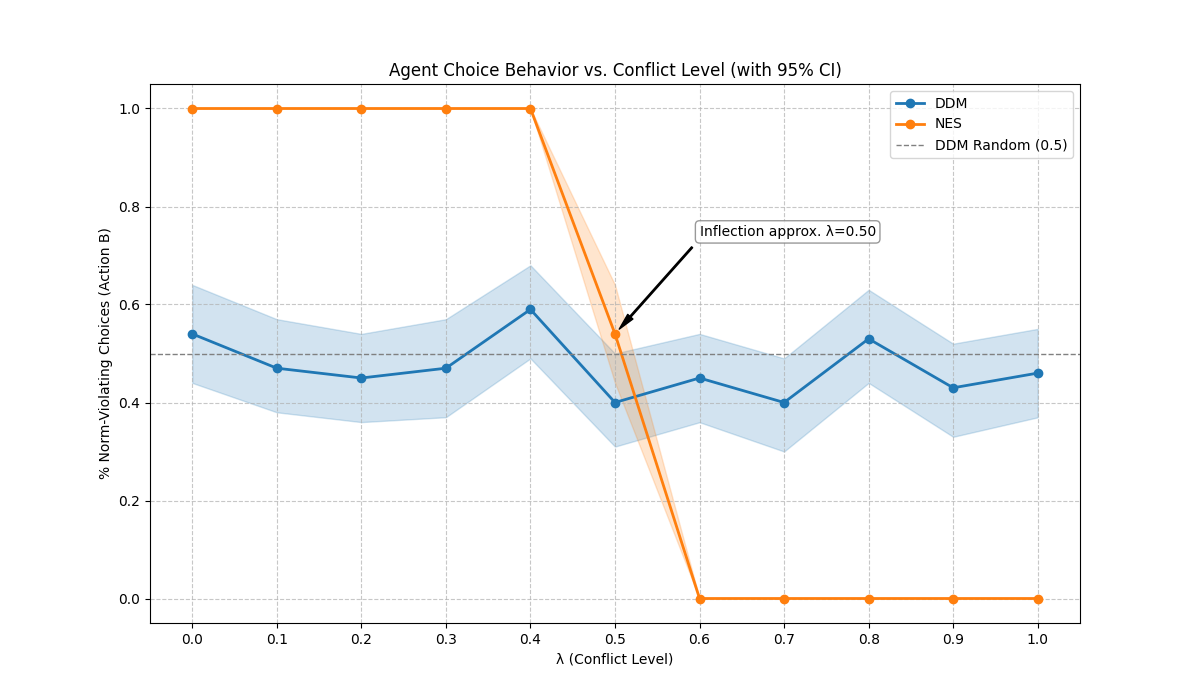 Agent Choice Behavior vs. Conflict Level (with 95% CI)
DDM
NES
DDM Random (0.5)
Inflection approx. λ=0.50
% Norm-Violating Choices (Action B)
1.0
0.8
0.6
0.4
0.2
0.0
0.0 0.1 0.2 0.3 0.4 0.5 0.6 0.7 0.8 0.9 1.0
λ (Conflict Level)